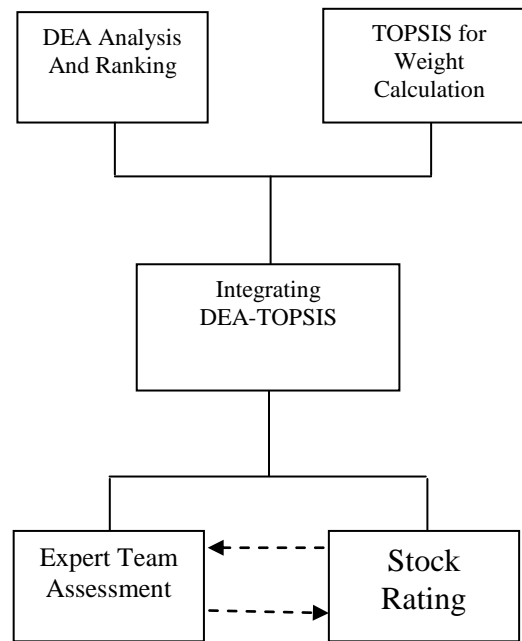 DEA Analysis
And Ranking
TOPSIS for
Weight
Calculation
Integrating
DEA-TOPSIS
Expert Team
Assessment
Stock
Rating